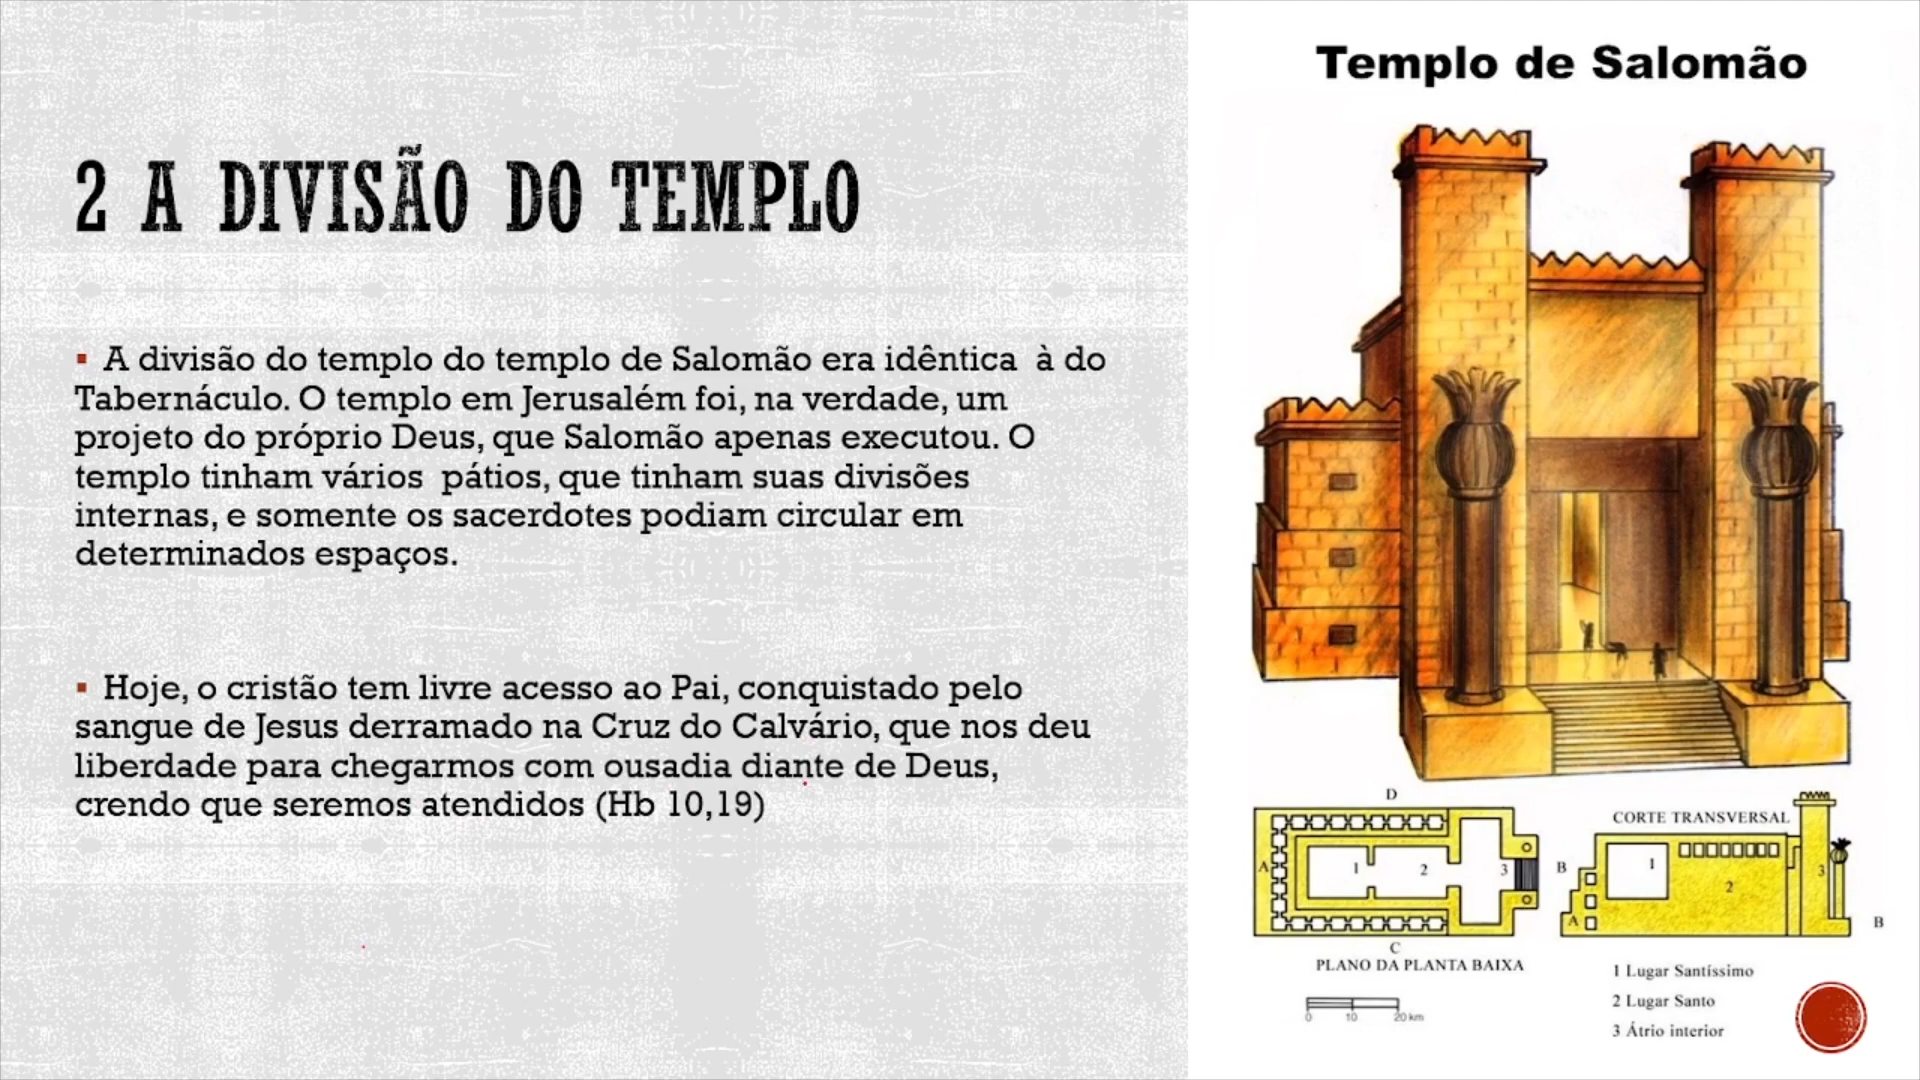 2 A DIVISÃO DO TEMPLO
▪ A divisão do templo do templo de Salomão era idêntica à do
Tabernáculo. O templo em Jerusalém foi, na verdade, um
projeto do próprio Deus, que Salomão apenas executou. O
templo tinham vários pátios, que tinham suas divisões
internas, e somente os sacerdotes podiam circular em
determinados espaços.
▪ Hoje, o cristão tem livre acesso ao Pai, conquistado pelo
sangue de Jesus derramado na Cruz do Calvário, que nos deu
liberdade para chegarmos com ousadia diante de Deus,
crendo que seremos atendidos (Hb 10,19)
Templo de Salomão
D
A 1 2 3 B
C
PLANO DA PLANTA BAIXA
0 10 20 km
CORTE TRANSVERSAL
1 2 3
A B
1 Lugar Santíssimo
2 Lugar Santo
3 Átrio interior